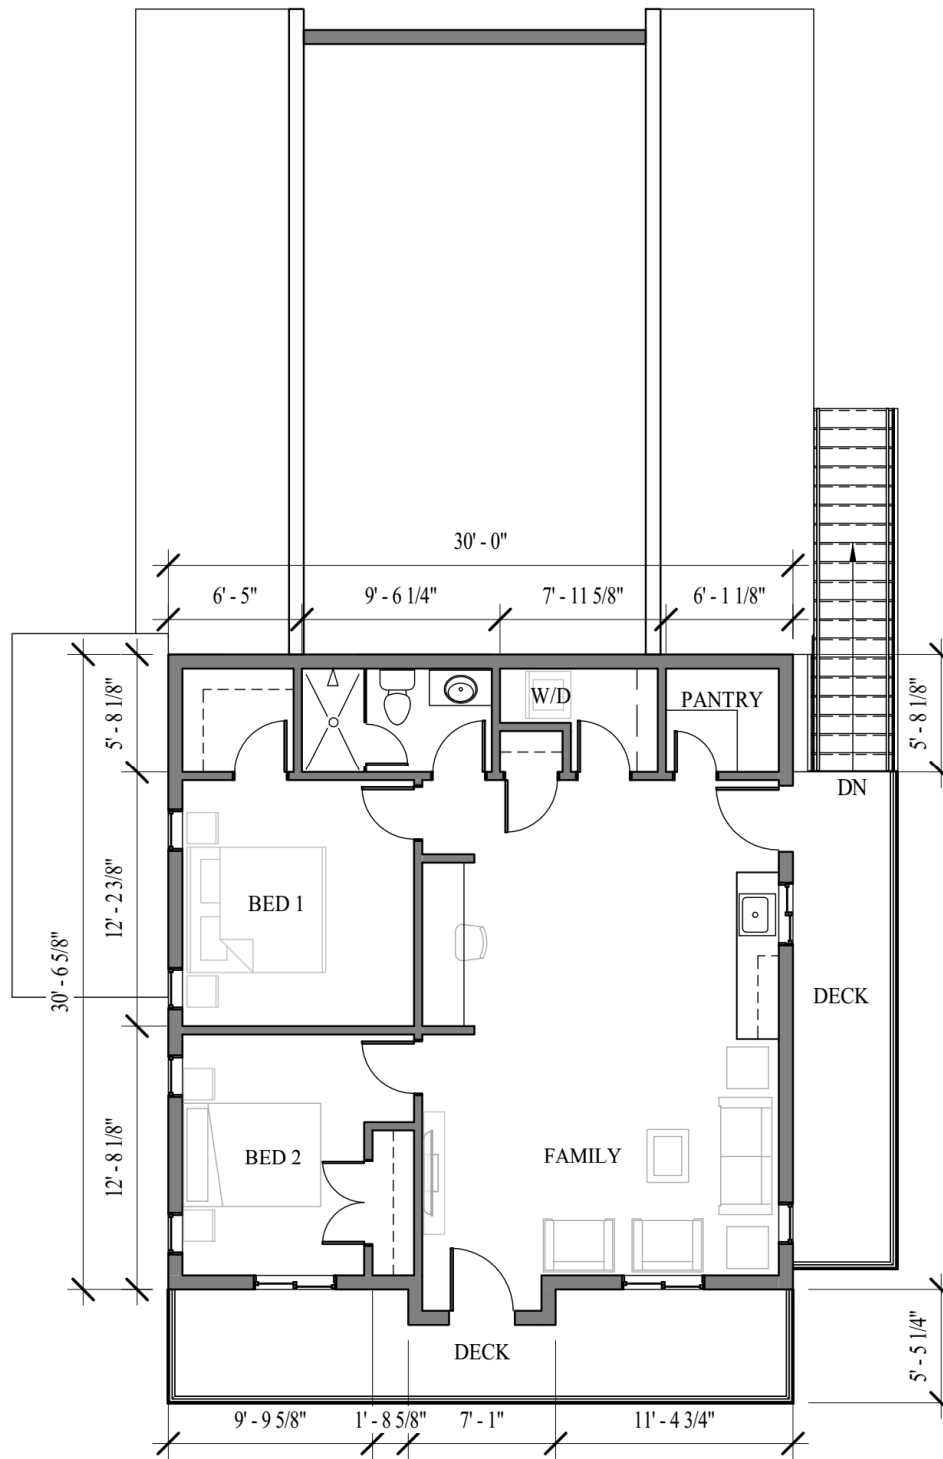 30' - 0"
6' - 5"
9' - 6 1/4"
7' - 11 5/8"
6' - 1 1/8"
5' - 8 1/8"
W/D
PANTRY
5' - 8 1/8"
DN
12' - 2 3/8"
BED 1
30' - 6 5/8"
DECK
12' - 8 1/8"
BED 2
FAMILY
DECK
5' - 5 1/4"
9' - 9 5/8"
1' - 8 5/8"
7' - 1"
11' - 4 3/4"